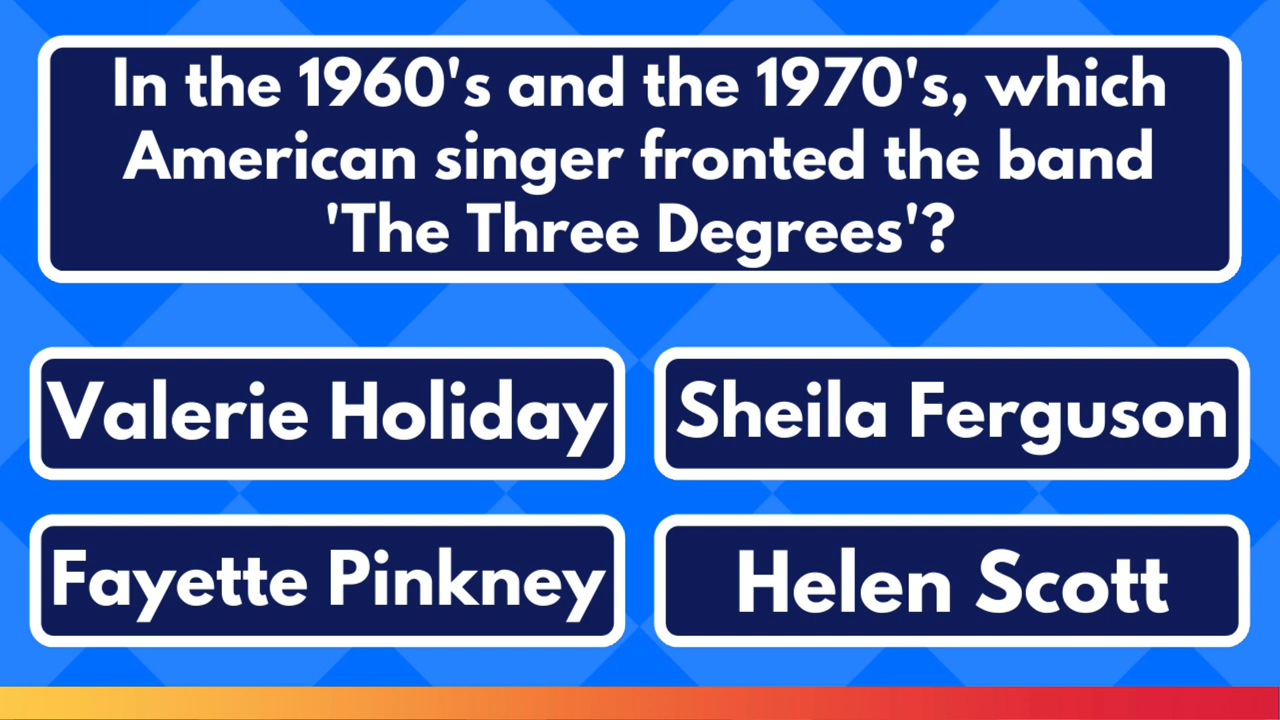 In the 1960's and the 1970's, which
American singer fronted the band
'The Three Degrees'?
Valerie Holiday
Sheila Ferguson
Fayette Pinkney
Helen Scott